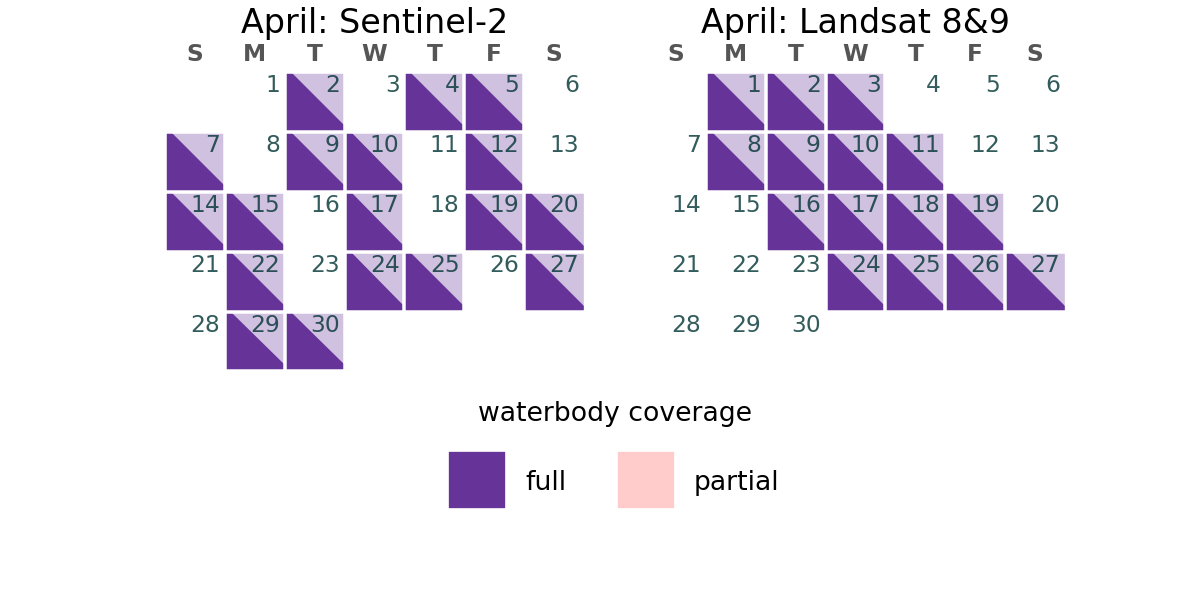 April: Sentinel-2
S M T W T F S
1 2 3 4 5 6
7 8 9 10 11 12 13
14 15 16 17 18 19 20
21 22 23 24 25 26 27
28 29 30
April: Landsat 8&9
S M T W T F S
1 2 3 4 5 6
7 8 9 10 11 12 13
14 15 16 17 18 19 20
21 22 23 24 25 26 27
28 29 30
waterbody coverage
full partial